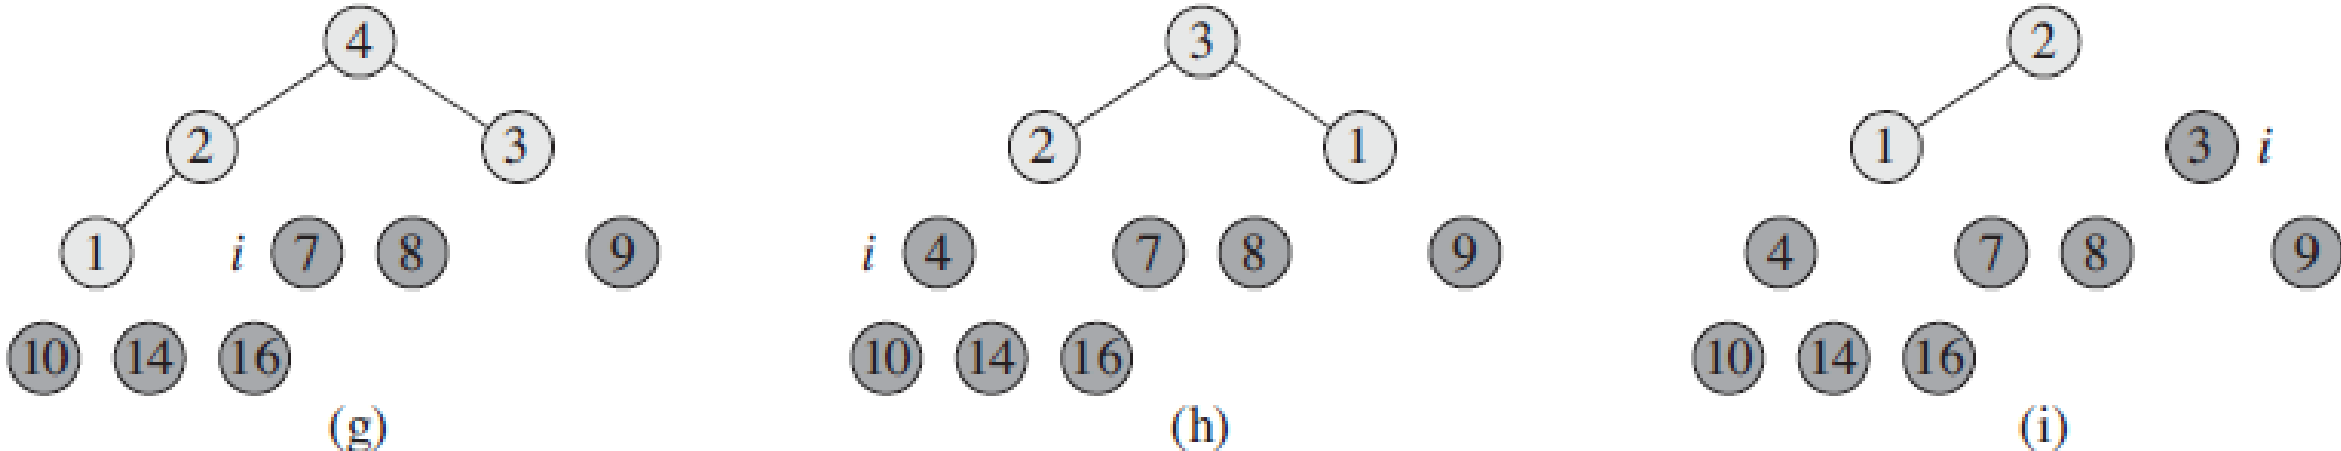 4 3 2
2 3 2 1 1 3 i
1 i 7 8 9 i 4 7 8 9 4 7 8 9
10 14 16 10 14 16 10 14 16
(g) (h) (i)